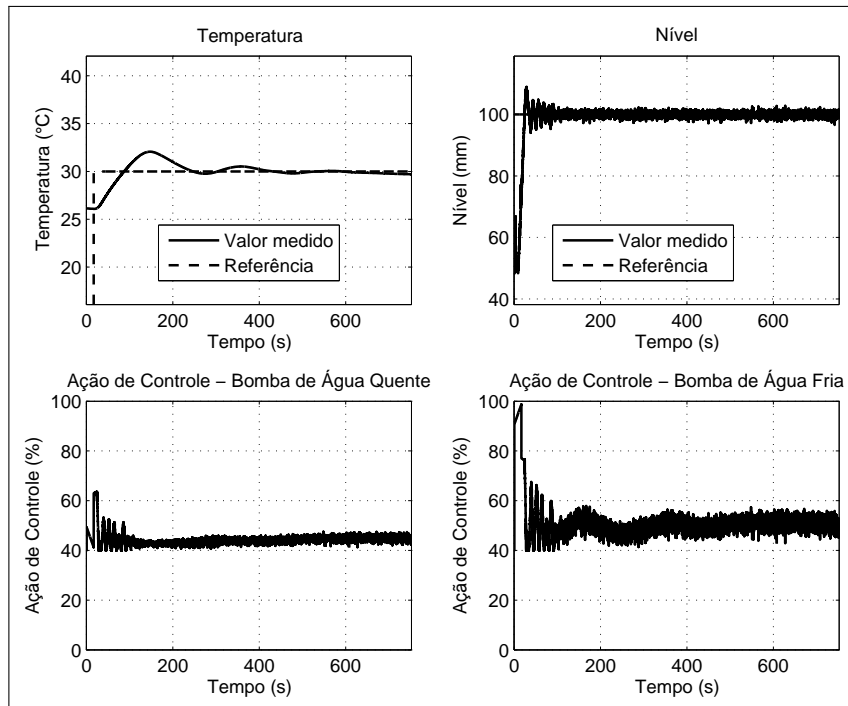 Temperatura
40
35
30
25
20
0
200
400
600
Temperatura (°C)
Tempo (s)
Valor medido
Referência
Nível
100
80
60
40
0
200
400
600
Nível (mm)
Tempo (s)
Valor medido
Referência
Ação de Controle – Bomba de Água Quente
100
80
60
40
20
0
0
200
400
600
Ação de Controle (%)
Tempo (s)
Ação de Controle – Bomba de Água Fria
100
80
60
40
20
0
0
200
400
600
Ação de Controle (%)
Tempo (s)